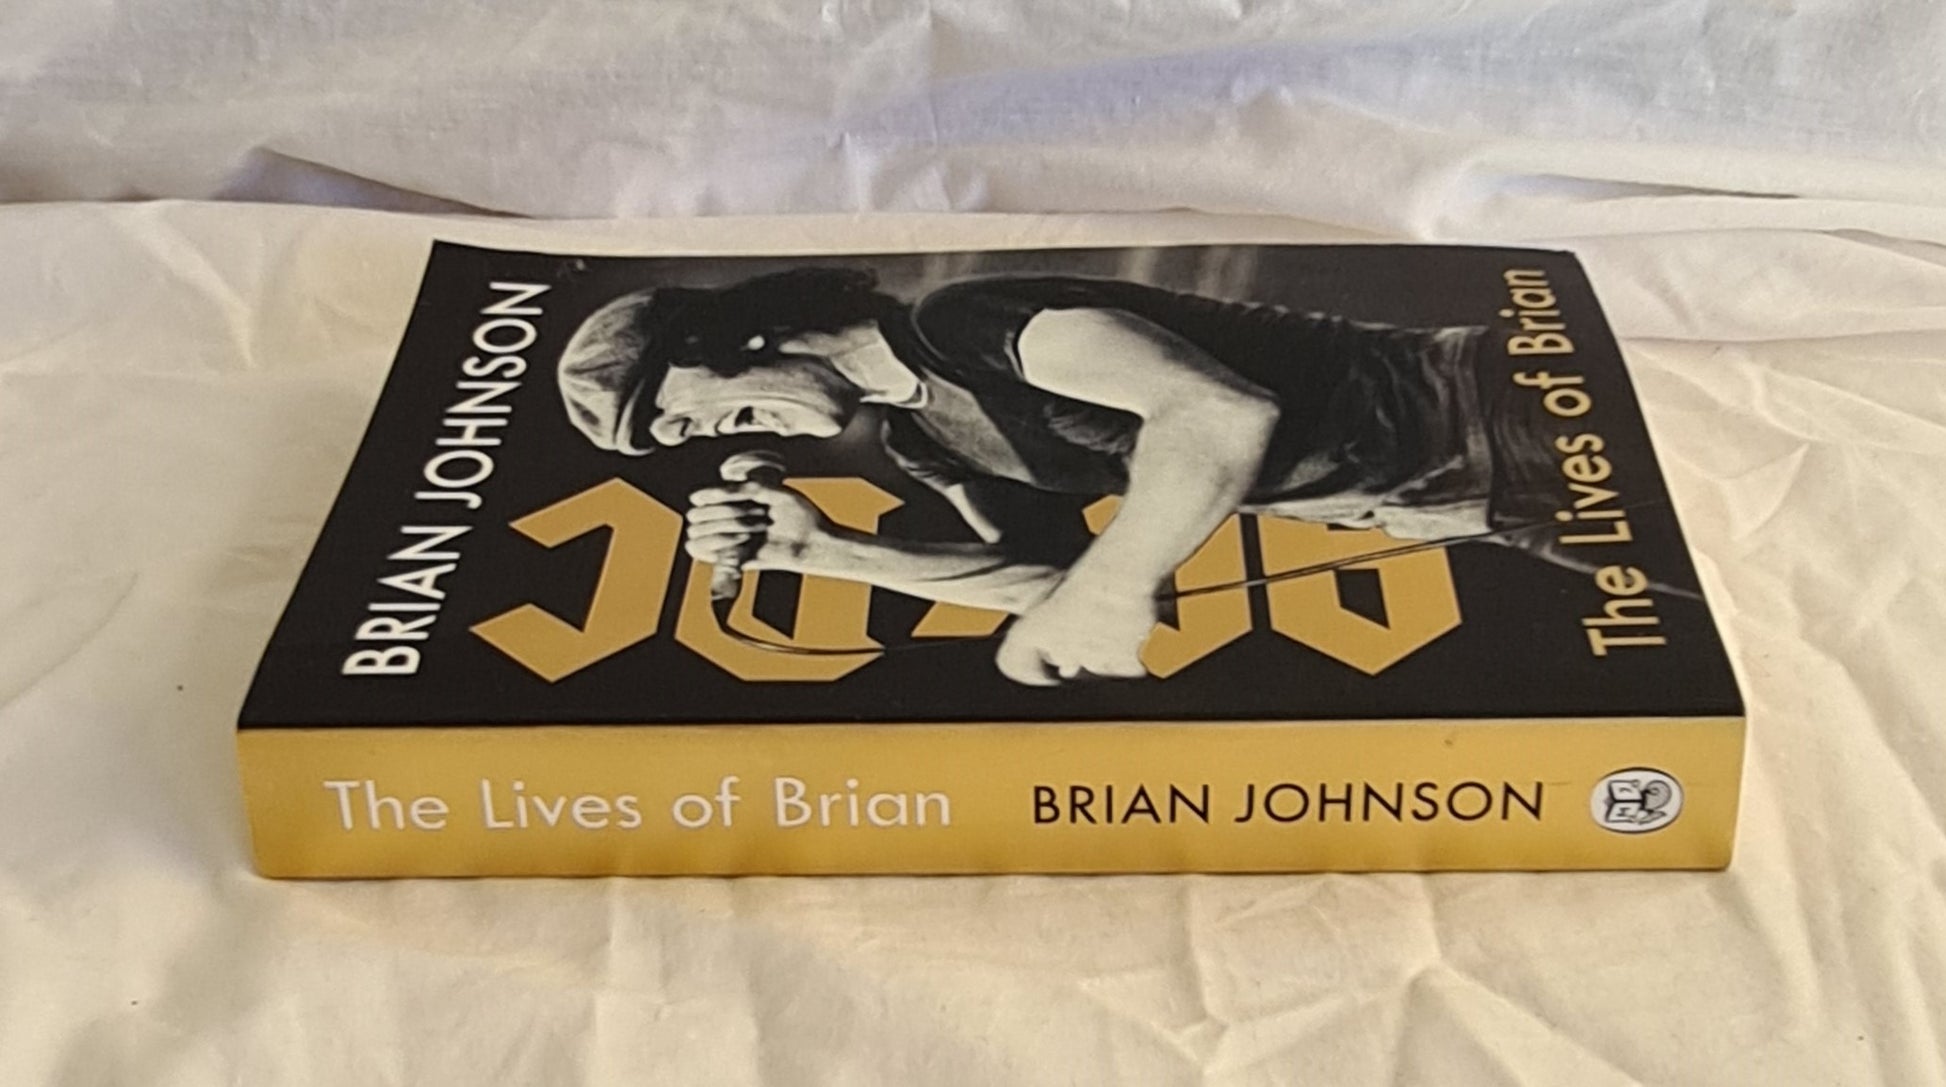 BRIAN JOHNSON
The Lives of Brian
The Lives of Brian BRIAN JOHNSON